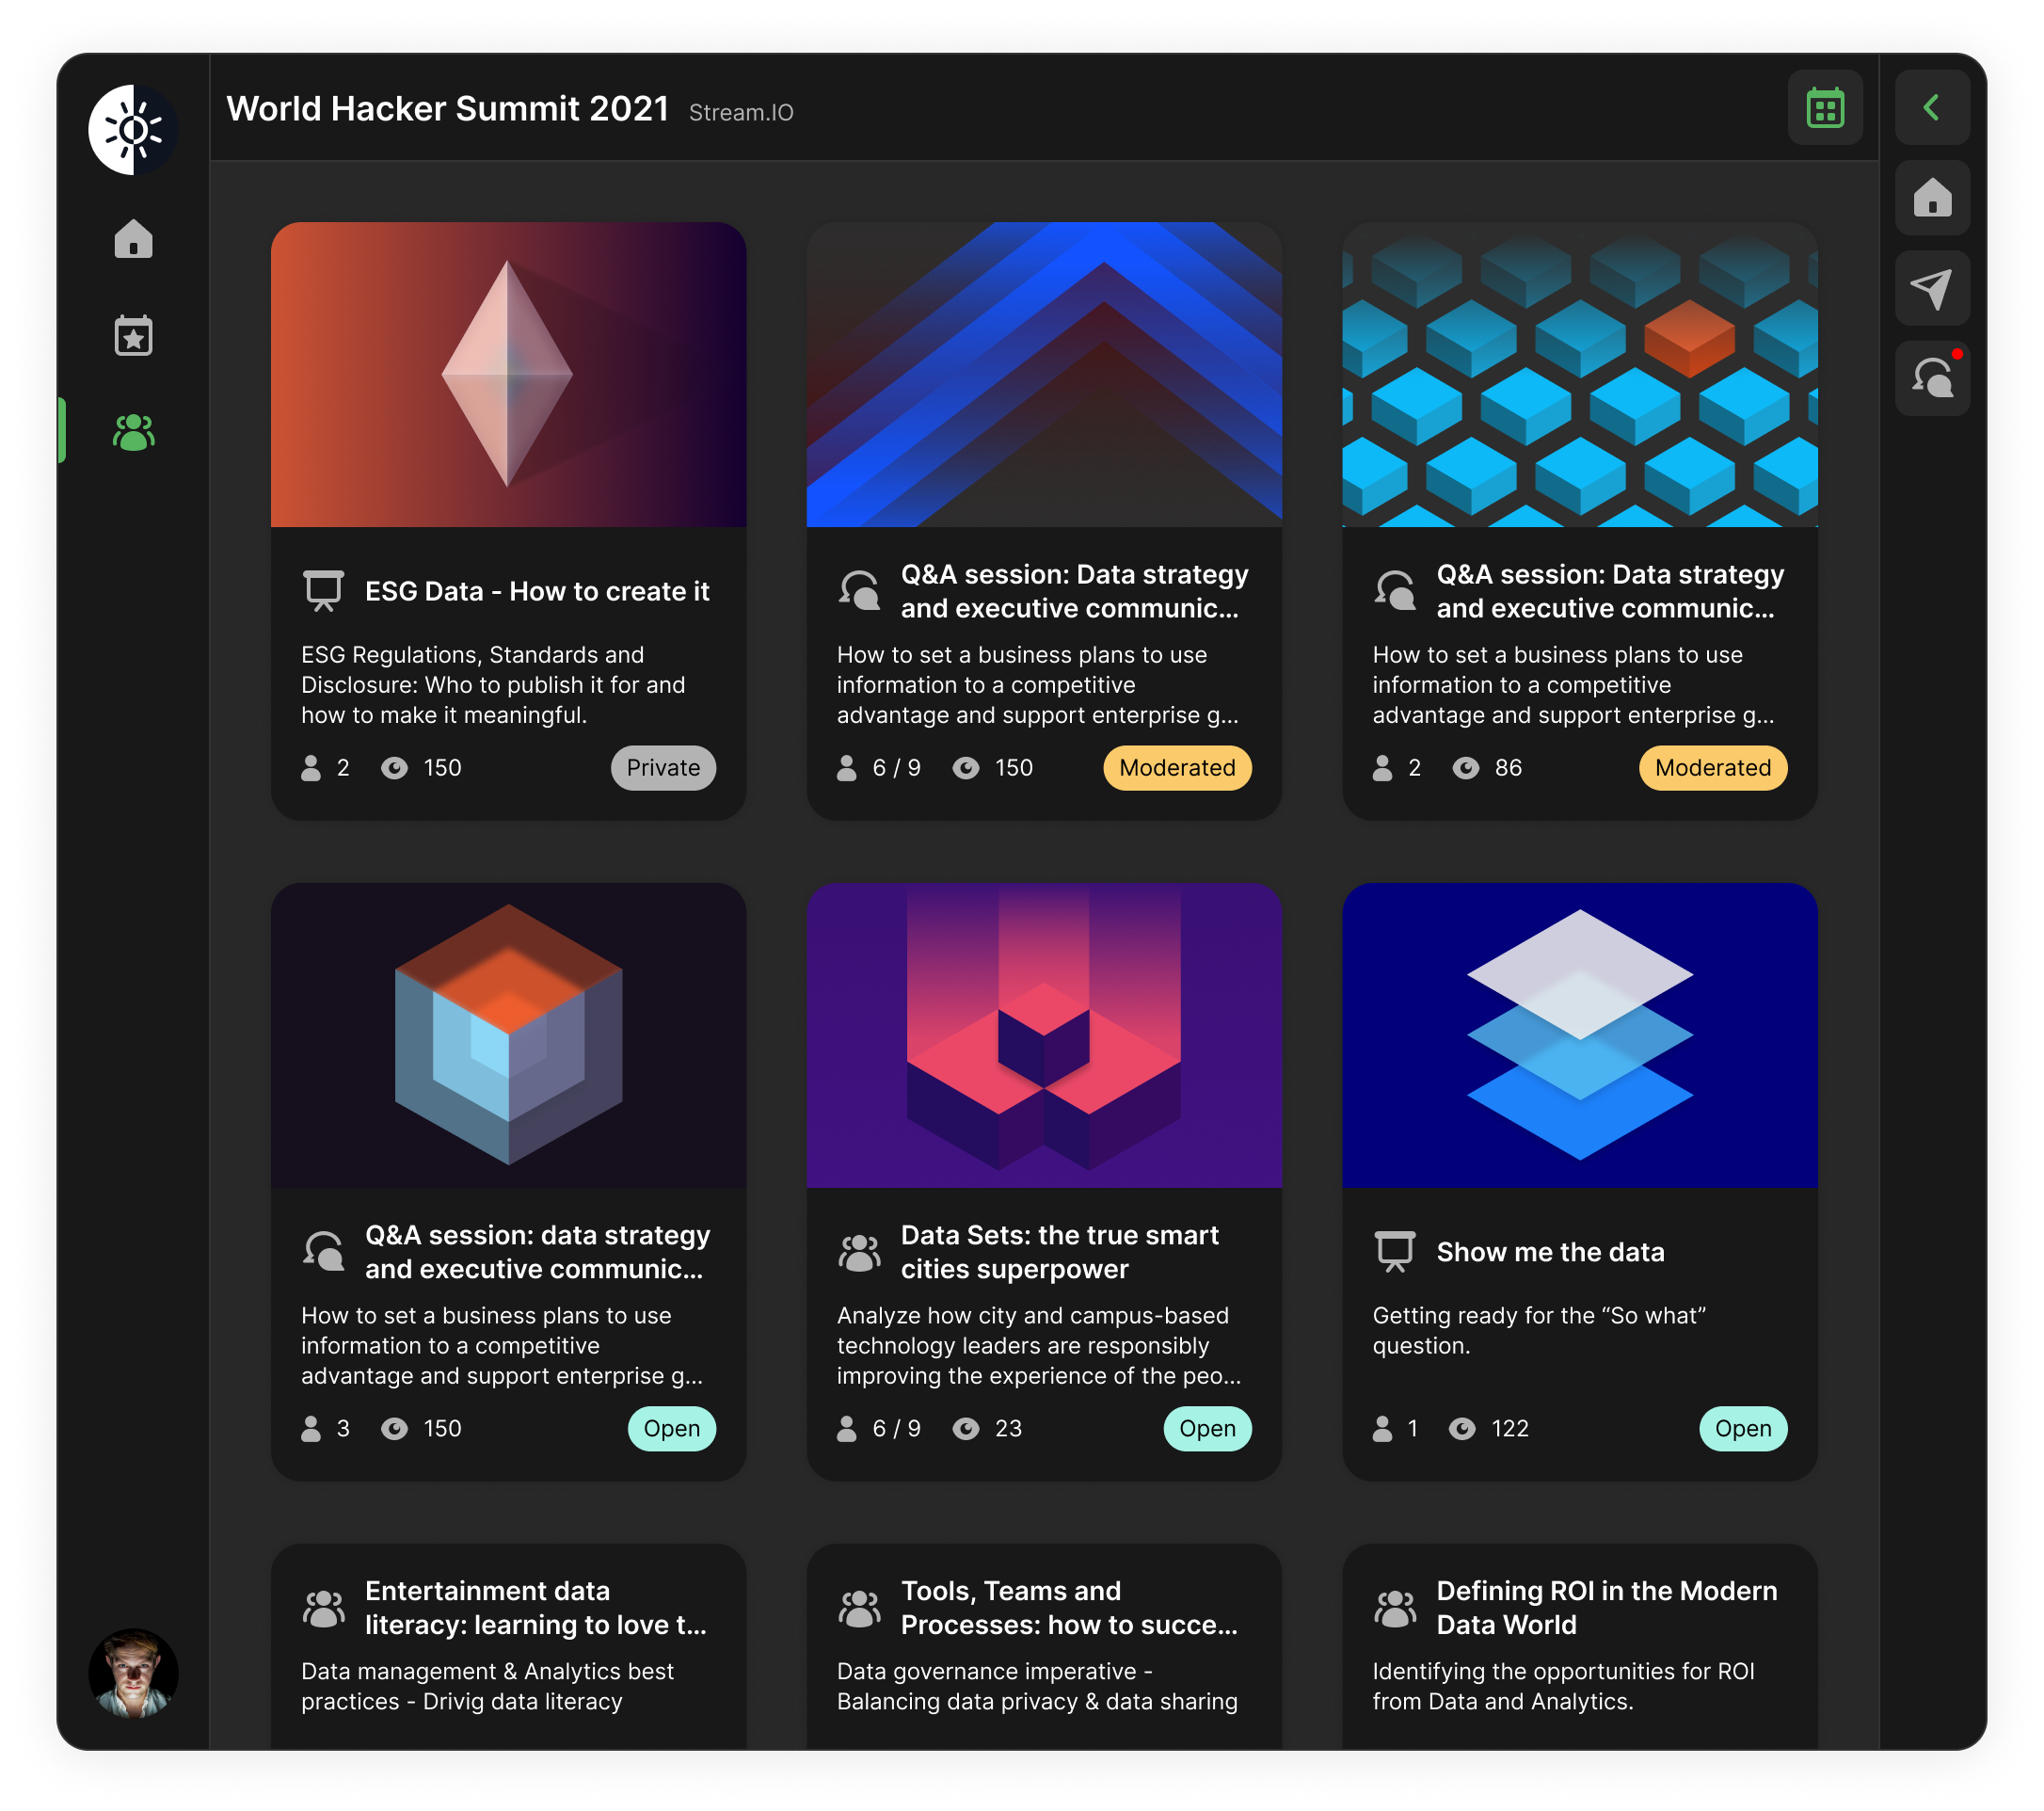 World Hacker Summit 2021 Stream.IO
ESG Data - How to create it
ESG Regulations, Standards and
Disclosure: Who to publish it for and
how to make it meaningful.
2 150 Private
Q&A session: Data strategy
and executive communic...
How to set a business plans to use
information to a competitive
advantage and support enterprise g...
6 / 9 150 Moderated
Q&A session: Data strategy
and executive communic...
How to set a business plans to use
information to a competitive
advantage and support enterprise g...
2 86 Moderated
Q&A session: data strategy
and executive communic...
How to set a business plans to use
information to a competitive
advantage and support enterprise g...
3 150 Open
Data Sets: the true smart
cities superpower
Analyze how city and campus-based
technology leaders are responsibly
improving the experience of the peo...
6 / 9 23 Open
Show me the data
Getting ready for the “So what”
question.
1 122 Open
Entertainment data
literacy: learning to love t...
Data management & Analytics best
practices - Drivig data literacy
Tools, Teams and
Processes: how to succe...
Data governance imperative -
Balancing data privacy & data sharing
Defining ROI in the Modern
Data World
Identifying the opportunities for ROI
from Data and Analytics.